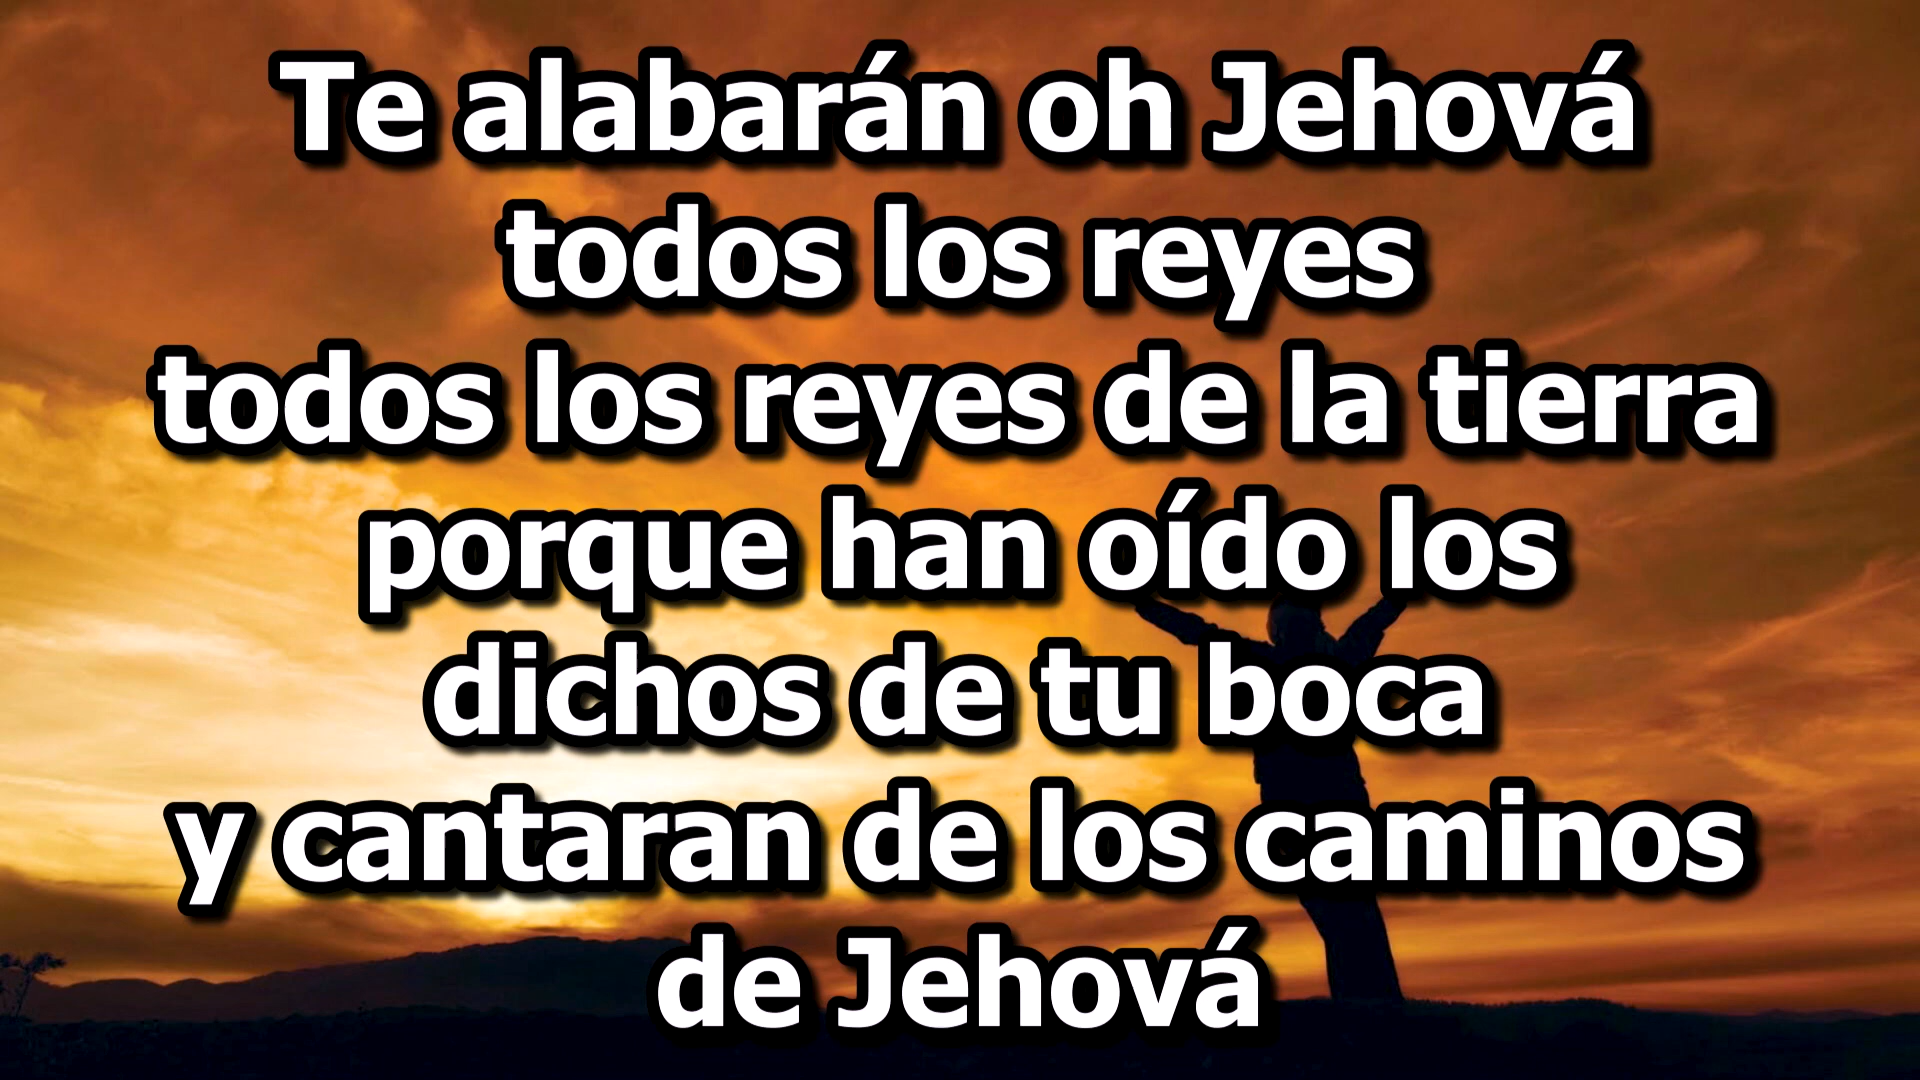 Te alabarán oh Jehová
todos los reyes
todos los reyes de la tierra
porque han oído los
dichos de tu boca
y cantaran de los caminos
de Jehová